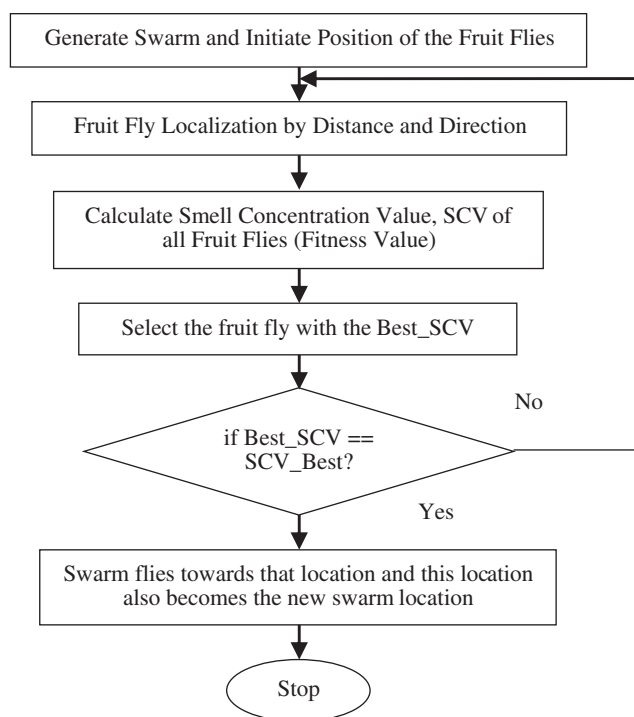 Generate Swarm and Initiate Position of the Fruit Flies
Fruit Fly Localization by Distance and Direction
Calculate Smell Concentration Value, SCV of
all Fruit Flies (Fitness Value)
Select the fruit fly with the Best_SCV
No
if Best_SCV ==
SCV_Best?
Yes
Swarm flies towards that location and this location
also becomes the new swarm location
Stop